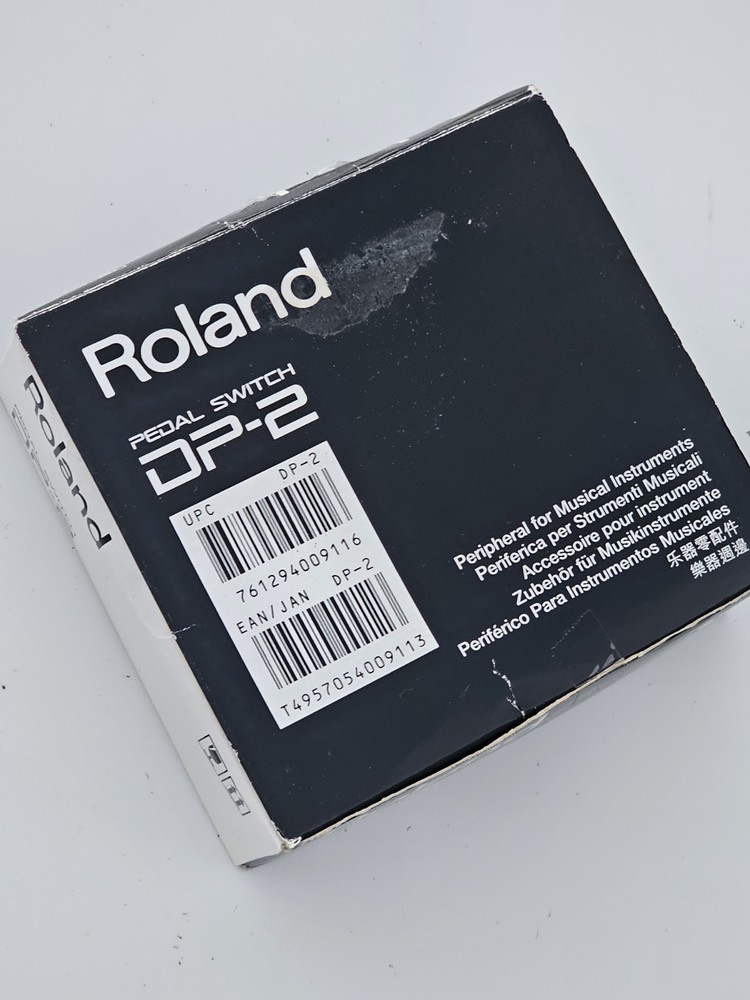 Roland
PEDAL SWITCH
DP-2
UPC DP-2
761294009116
EAN/JAN DP-2
T4957054009113
Peripheral for Musical Instruments
Periferica per Strumenti Musicali
Accessoire pour instrument
Zubehör für Musikinstrumente
Periférico Para Instrumentos Musicales
乐器零配件
樂器週邊
Roland